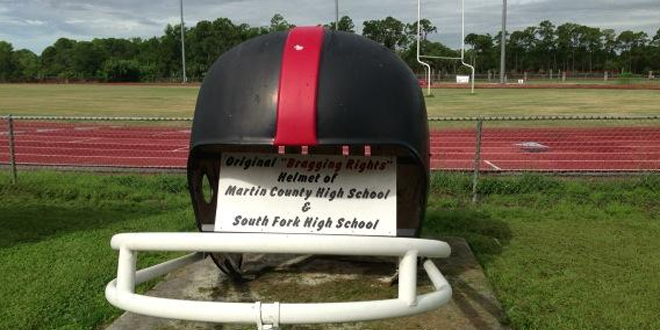 Original "Bragging Rights"
Helmet of
Martin County High School
&
South Fork High School